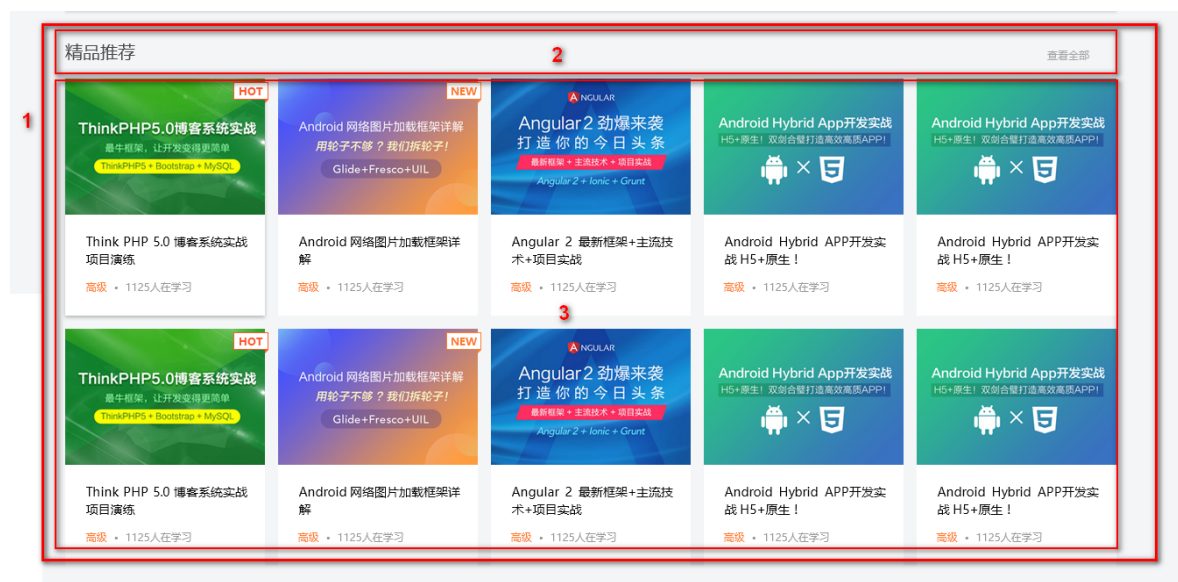 精品推荐
2
查看全部
1
HOT
ThinkPHP5.0博客系统实战
最牛框架，让开发变得更简单
ThinkPHP5 + Bootstrap + MySQL
Think PHP 5.0 博客系统实战
项目演练
高级 • 1125人在学习
NEW
Android 网络图片加载框架详解
用轮子不够？我们拆轮子！
Glide+Fresco+UIL
Android 网络图片加载框架详
解
高级 • 1125人在学习
ANGULAR
Angular2 劲爆来袭
打造你的今日头条
最新框架 + 主流技术 + 项目实战
Angular 2 + Ionic + Grunt
Angular 2 最新框架+主流技
术+项目实战
高级 • 1125人在学习
Android Hybrid App开发实战
H5+原生！双剑合璧打造高效高质APP！
×
5
Android Hybrid APP开发实
战 H5+原生！
高级 • 1125人在学习
Android Hybrid App开发实战
H5+原生！双剑合璧打造高效高质APP！
×
5
Android Hybrid APP开发实
战 H5+原生！
高级 • 1125人在学习
3
HOT
ThinkPHP5.0博客系统实战
最牛框架，让开发变得更简单
ThinkPHP5 + Bootstrap + MySQL
Think PHP 5.0 博客系统实战
项目演练
高级 • 1125人在学习
NEW
Android 网络图片加载框架详解
用轮子不够？我们拆轮子！
Glide+Fresco+UIL
Android 网络图片加载框架详
解
高级 • 1125人在学习
ANGULAR
Angular2 劲爆来袭
打造你的今日头条
最新框架 + 主流技术 + 项目实战
Angular 2 + Ionic + Grunt
Angular 2 最新框架+主流技
术+项目实战
高级 • 1125人在学习
Android Hybrid App开发实战
H5+原生！双剑合璧打造高效高质APP！
×
5
Android Hybrid APP开发实
战 H5+原生！
高级 • 1125人在学习
Android Hybrid App开发实战
H5+原生！双剑合璧打造高效高质APP！
×
5
Android Hybrid APP开发实
战 H5+原生！
高级 • 1125人在学习